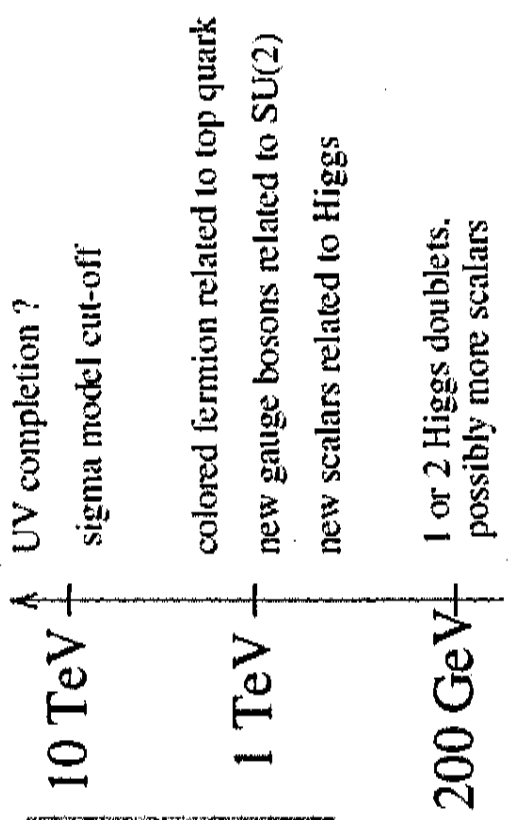 UV completion ?
10 TeV
sigma model cut-off
colored fermion related to top quark
1 TeV
new gauge bosons related to SU(2)
new scalars related to Higgs
200 GeV
1 or 2 Higgs doublets,
possibly more scalars